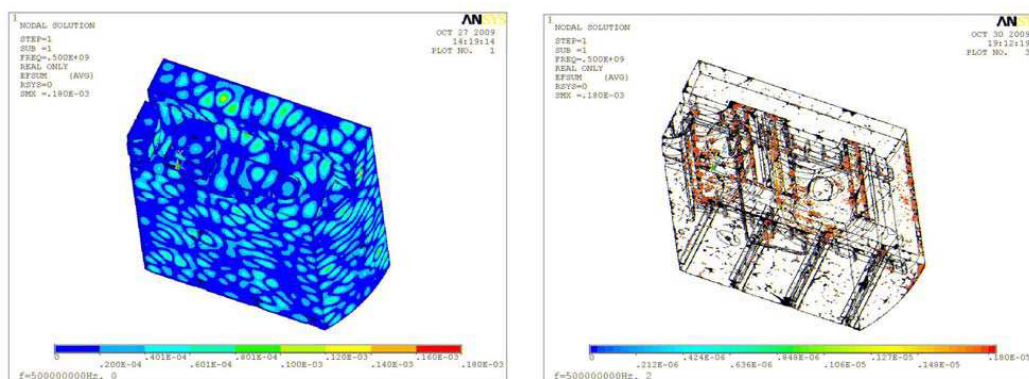 1
NODAL SOLUTION
STEP=1
SUB =1
FREQ=.500E+09
REAL ONLY
EFSUM (AVG)
RSYS=0
SMX =.180E-03
ANSYS
OCT 27 2009
14:19:14
PLOT NO. 1
0 .401E-04 .801E-04 .120E-03 .160E-03
.200E-04 .601E-04 .100E-03 .140E-03 .180E-03
f=500000000Hz, 0
1
NODAL SOLUTION
STEP=1
SUB =1
FREQ=.500E+09
REAL ONLY
EFSUM (AVG)
RSYS=0
SMX =.180E-03
ANSYS
OCT 30 2009
19:12:19
PLOT NO. 3
0 .424E-06 .848E-06 .127E-05 .180E-05
.212E-06 .636E-06 .106E-05 .148E-05
f=500000000Hz, 2